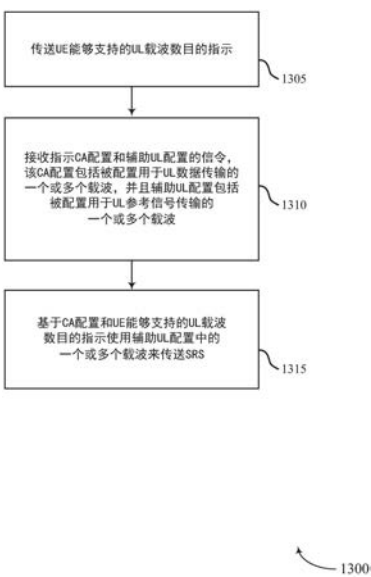 传送UE能够支持的UL载波数目的指示
1305
接收指示CA配置和辅助UL配置的信令，
该CA配置包括被配置用于UL数据传输的
一个或多个载波，并且辅助UL配置包括
被配置用于UL参考信号传输的
一个或多个载波
1310
基于CA配置和UE能够支持的UL载波
数目的指示使用辅助UL配置中的
一个或多个载波来传送SRS
1315
1300